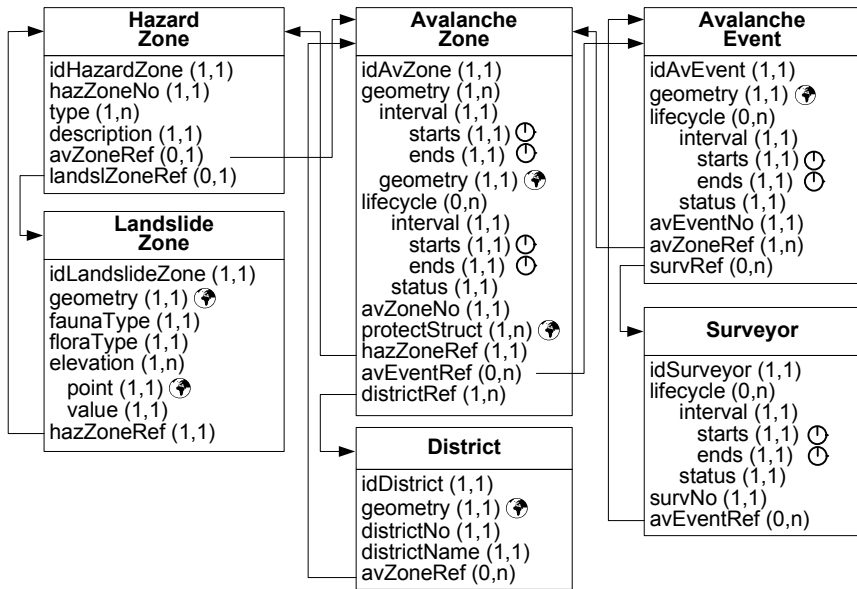 Hazard
Zone
idHazardZone (1,1)
hazZoneNo (1,1)
type (1,n)
description (1,1)
avZoneRef (0,1)
landslZoneRef (0,1)
Landslide
Zone
idLandslideZone (1,1)
geometry (1,1)
faunaType (1,1)
floraType (1,1)
elevation (1,n)
point (1,1)
value (1,1)
hazZoneRef (1,1)
Avalanche
Zone
idAvZone (1,1)
geometry (1,n)
interval (1,1)
starts (1,1)
ends (1,1)
geometry (1,1)
lifecycle (0,n)
interval (1,1)
starts (1,1)
ends (1,1)
status (1,1)
avZoneNo (1,1)
protectStruct (1,n)
hazZoneRef (1,1)
avEventRef (0,n)
districtRef (1,n)
District
idDistrict (1,1)
geometry (1,1)
districtNo (1,1)
districtName (1,1)
avZoneRef (0,n)
Avalanche
Event
idAvEvent (1,1)
geometry (1,1)
lifecycle (0,n)
interval (1,1)
starts (1,1)
ends (1,1)
status (1,1)
avEventNo (1,1)
avZoneRef (1,n)
survRef (0,n)
Surveyor
idSurveyor (1,1)
lifecycle (0,n)
interval (1,1)
starts (1,1)
ends (1,1)
status (1,1)
survNo (1,1)
avEventRef (0,n)